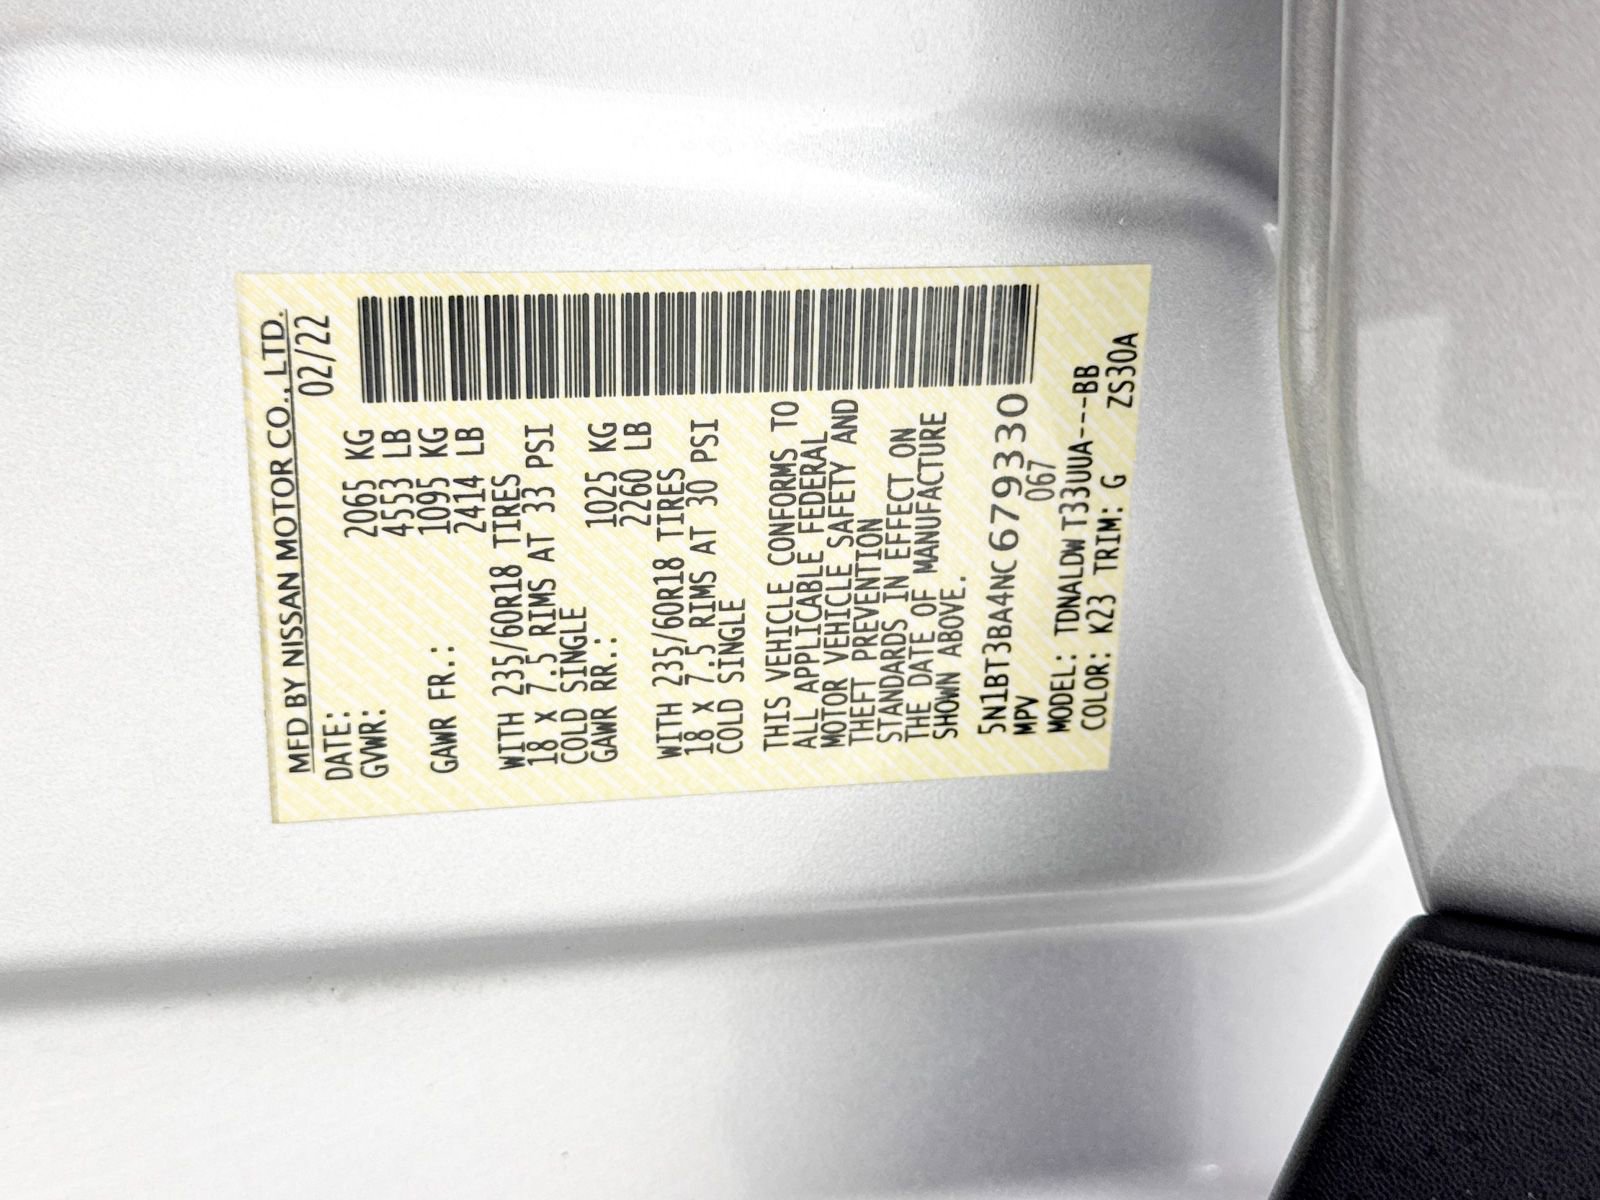 MFD BY NISSAN MOTOR CO., LTD.
DATE: 02/22
GVWR: 2065 KG
4553 LB
GAWR FR.: 1095 KG
2414 LB
WITH 235/60R18 TIRES
18 x 7.5 RIMS AT 33 PSI
COLD SINGLE
GAWR RR.: 1025 KG
2260 LB
WITH 235/60R18 TIRES
18 x 7.5 RIMS AT 30 PSI
COLD SINGLE
THIS VEHICLE CONFORMS TO
ALL APPLICABLE FEDERAL
MOTOR VEHICLE SAFETY AND
THEFT PREVENTION
STANDARDS IN EFFECT ON
THE DATE OF MANUFACTURE
SHOWN ABOVE.
5N1BT3BA4NC679330
MPV 067
MODEL: TDNALDW T33UUA---BB
COLOR: K23 TRIM: G ZS30A